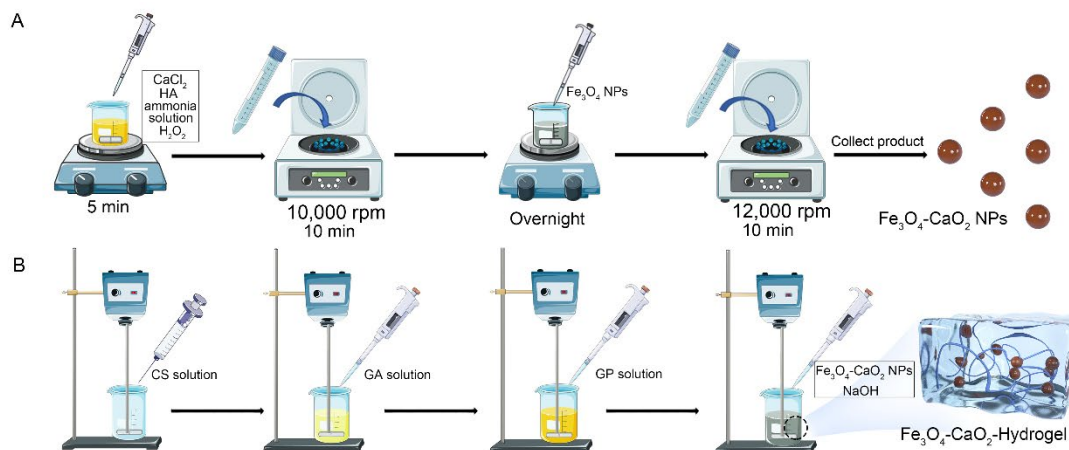 A
CaCl₂
HA
ammonia
solution
H₂O₂
5 min
10,000 rpm
10 min
Fe₃O₄ NPs
Overnight
12,000 rpm
10 min
Collect product
Fe₃O₄-CaO₂ NPs
B
CS solution
GA solution
GP solution
Fe₃O₄-CaO₂ NPs
NaOH
Fe₃O₄-CaO₂-Hydrogel